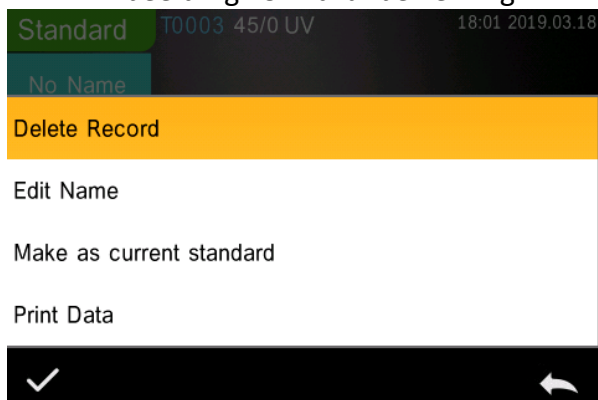 Standard T0003 45/0 UV 18:01 2019.03.18
No Name
Delete Record
Edit Name
Make as current standard
Print Data